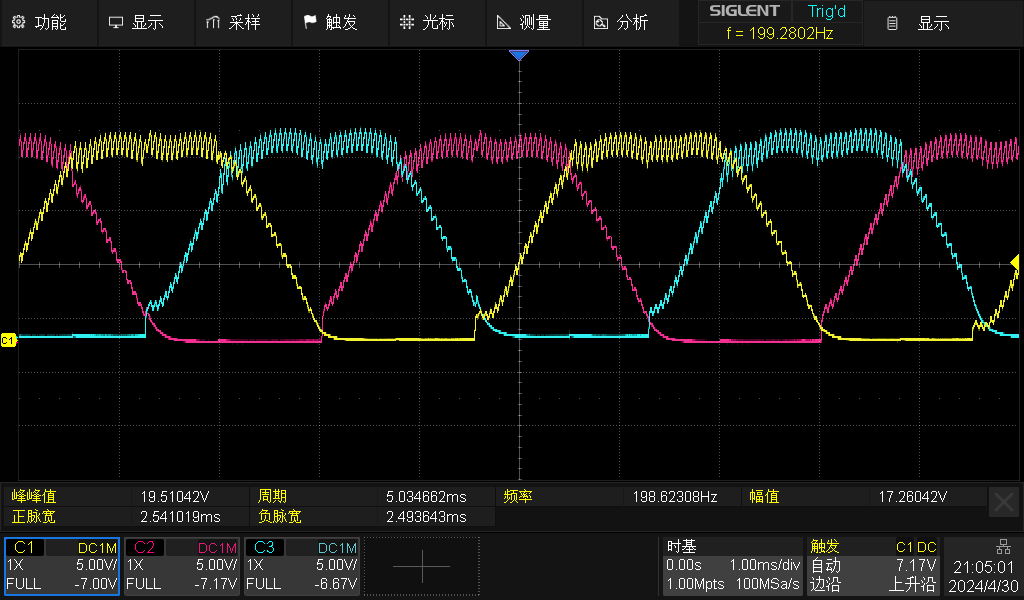 功能 显示 采样 触发 光标 测量 分析 SIGLENT Trig'd 显示
f = 199.2802Hz
C1
峰峰值 19.51042V 周期 5.034662ms 频率 198.62308Hz 幅值 17.26042V
正脉宽 2.541019ms 负脉宽 2.493643ms
C1 DC1M C2 DC1M C3 DC1M 时基 触发 C1 DC
1X 5.00V/ 1X 5.00V/ 1X 5.00V/ 0.00s 1.00ms/div 自动 7.17V 21:05:01
FULL -7.00V FULL -7.17V FULL -6.67V 1.00Mpts 100MSa/s 边沿 上升沿 2024/4/30